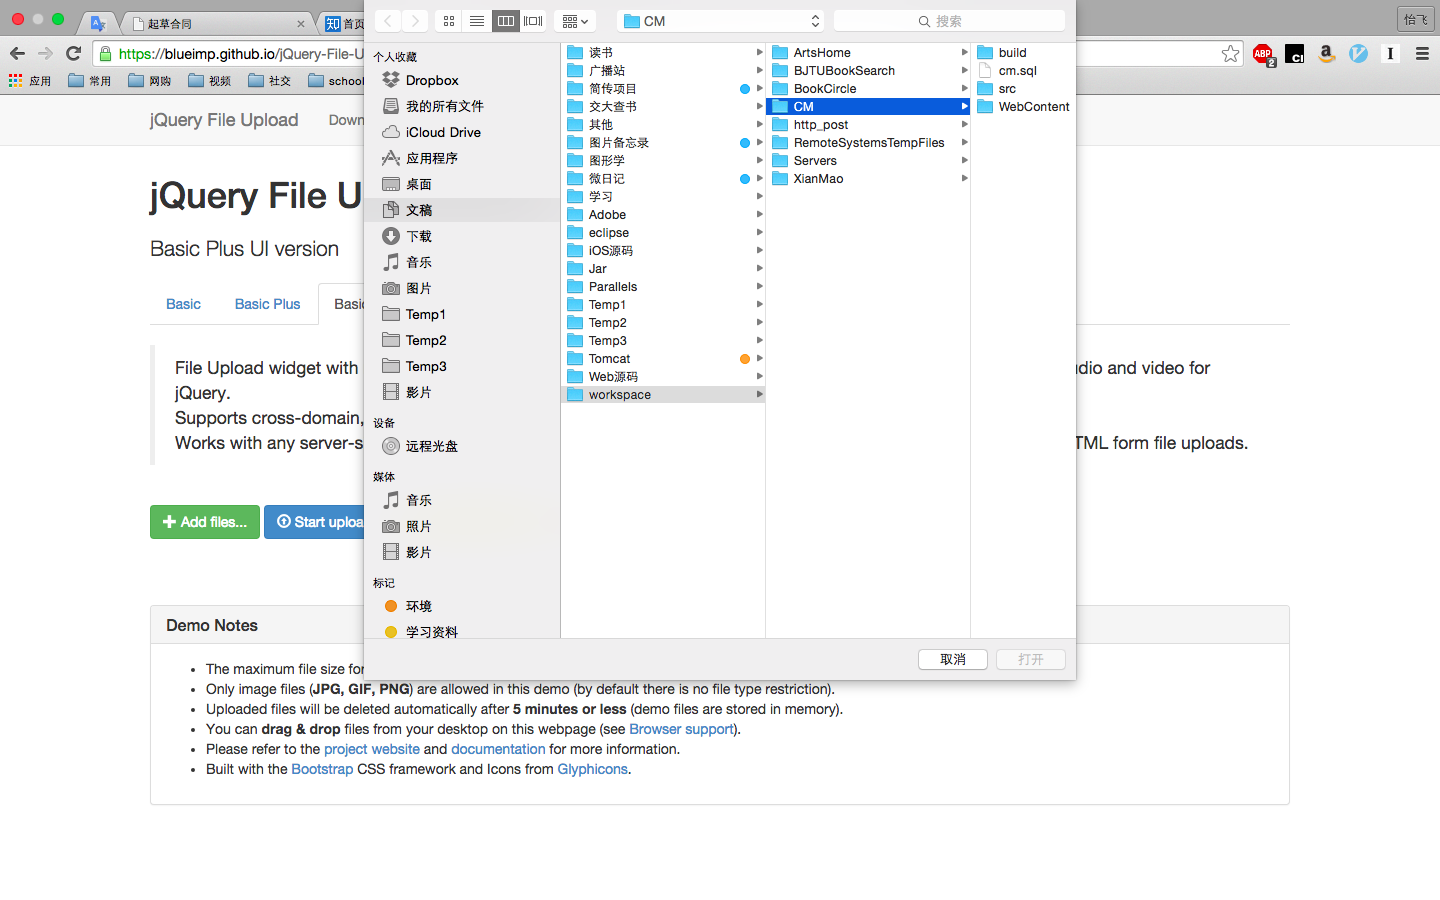 起草合同
知 首页
怡飞
https://blueimp.github.io/jQuery-File-U
ABP
2
应用
常用
网购
视频
社交
school
CM
搜索
jQuery File Upload
Down
jQuery File U
Basic Plus UI version
Basic
Basic Plus
Basic
File Upload widget with
dio and video for
jQuery.
Supports cross-domain,
Works with any server-s
TML form file uploads.
Add files...
Start uploa
个人收藏
Dropbox
我的所有文件
iCloud Drive
应用程序
桌面
文稿
下载
音乐
图片
Temp1
Temp2
Temp3
影片
设备
远程光盘
媒体
音乐
照片
影片
标记
环境
学习资料
读书
广播站
简传项目
交大查书
其他
图片备忘录
图形学
微日记
学习
Adobe
eclipse
iOS源码
Jar
Parallels
Temp1
Temp2
Temp3
Tomcat
Web源码
workspace
ArtsHome
BJTUBookSearch
BookCircle
CM
http_post
RemoteSystemsTempFiles
Servers
XianMao
build
cm.sql
src
WebContent
取消
打开
Demo Notes
The maximum file size for
Only image files (JPG, GIF, PNG) are allowed in this demo (by default there is no file type restriction).
Uploaded files will be deleted automatically after 5 minutes or less (demo files are stored in memory).
You can drag & drop files from your desktop on this webpage (see Browser support).
Please refer to the project website and documentation for more information.
Built with the Bootstrap CSS framework and Icons from Glyphicons.